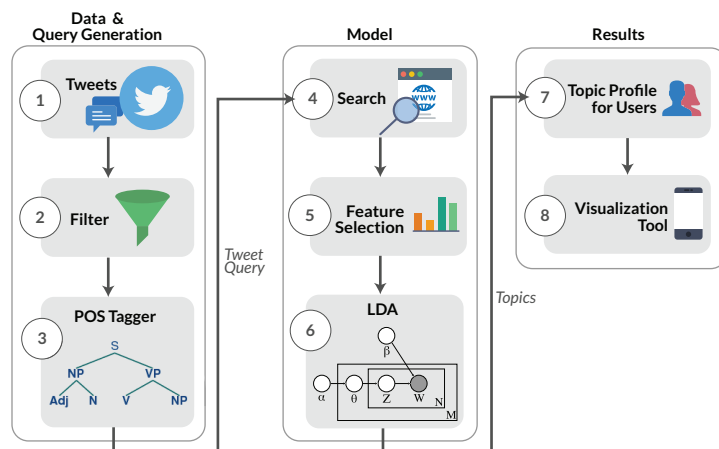 Data &
Query Generation
1
Tweets
2
Filter
3
POS Tagger
S
NP VP
Adj N V NP
Tweet
Query
Model
4
Search
WWW
5
Feature
Selection
6
LDA
β
α θ Z W N
M
Topics
Results
7
Topic Profile
for Users
8
Visualization
Tool